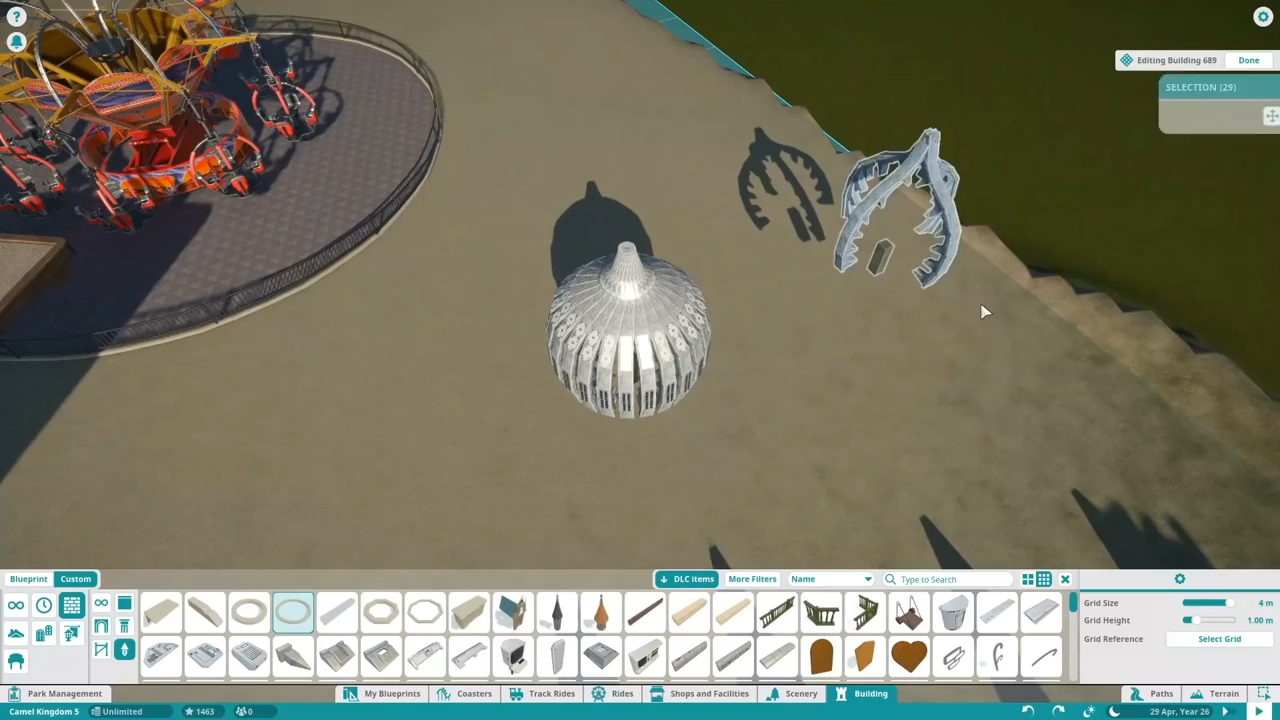 ?
Editing Building 689
Done
SELECTION (29)
Blueprint
Custom
DLC items
More Filters
Name
Type to Search
Grid Size
4 m
Grid Height
1.00 m
Grid Reference
Select Grid
Park Management
My Blueprints
Coasters
Track Rides
Rides
Shops and Facilities
Scenery
Building
Paths
Terrain
Camel Kingdom 5
Unlimited
1463
0
29 Apr, Year 26